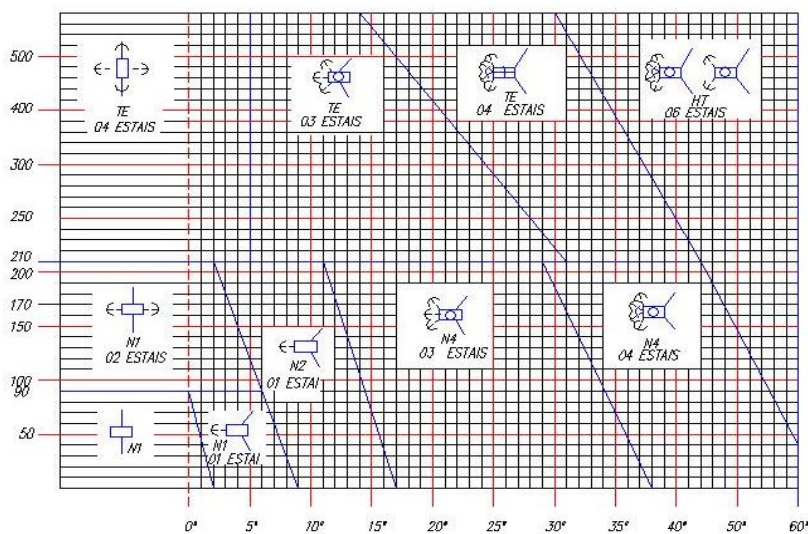 500
400
300
250
210
200
170
150
100
90
50
TE
04 ESTAIS
TE
03 ESTAIS
TE
04 ESTAIS
HT
06 ESTAIS
N1
02 ESTAIS
N2
01 ESTAI
N4
03 ESTAIS
N4
04 ESTAIS
N1
N1
01 ESTAI
0° 5° 10° 15° 20° 25° 30° 35° 40° 50° 60°